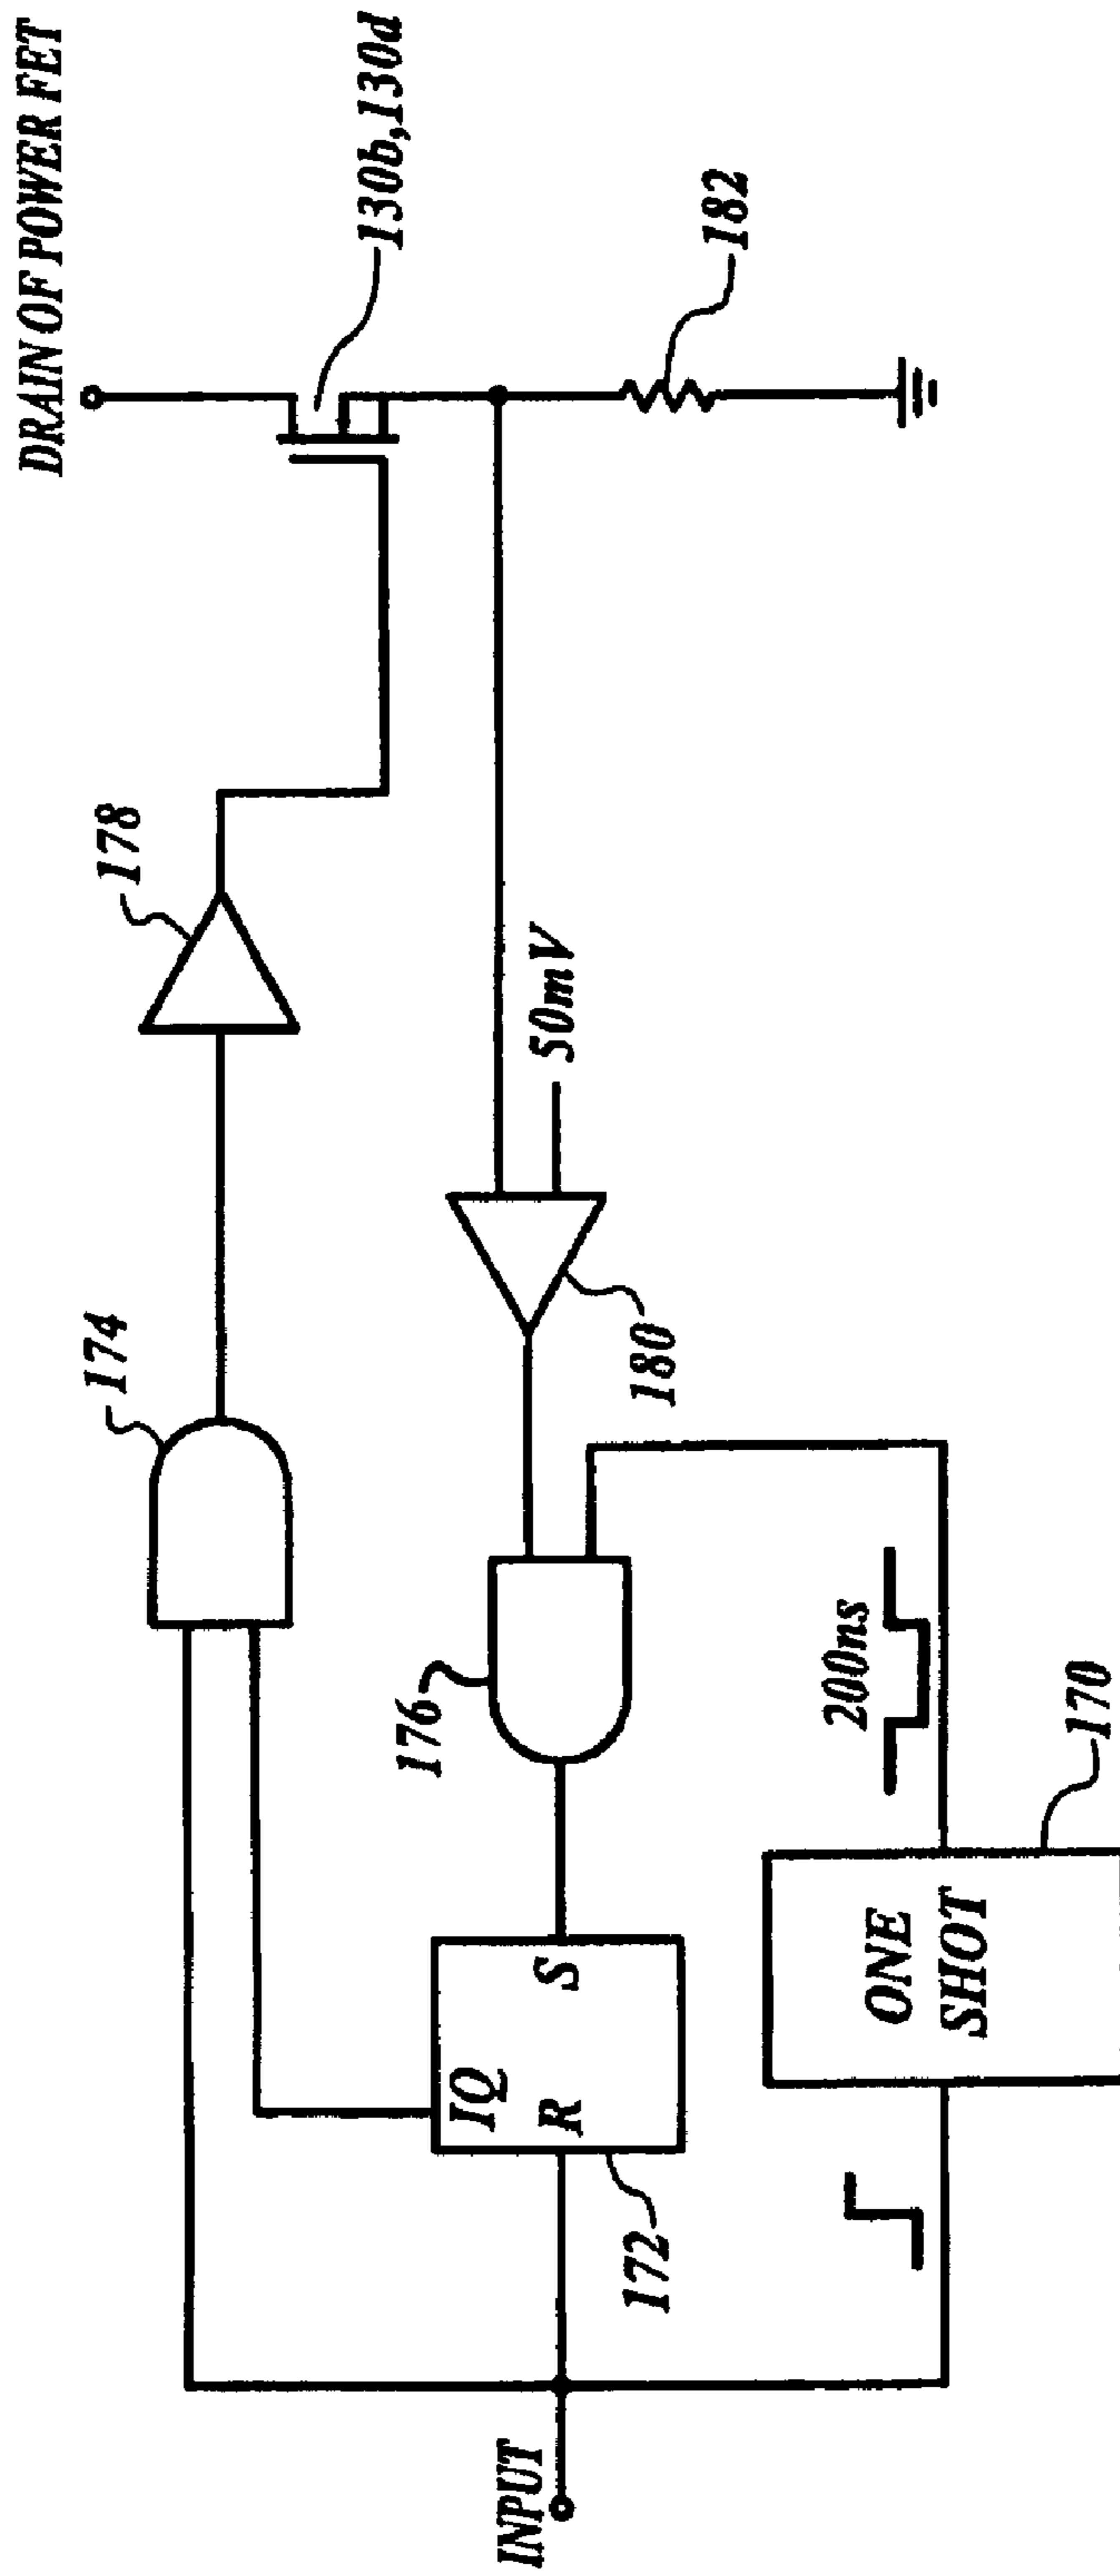 DRAIN OF POWER FET
130b,130d
178
174
182
50mV
180
176
IQ
S
R
172
INPUT
200ns
ONE
SHOT
170